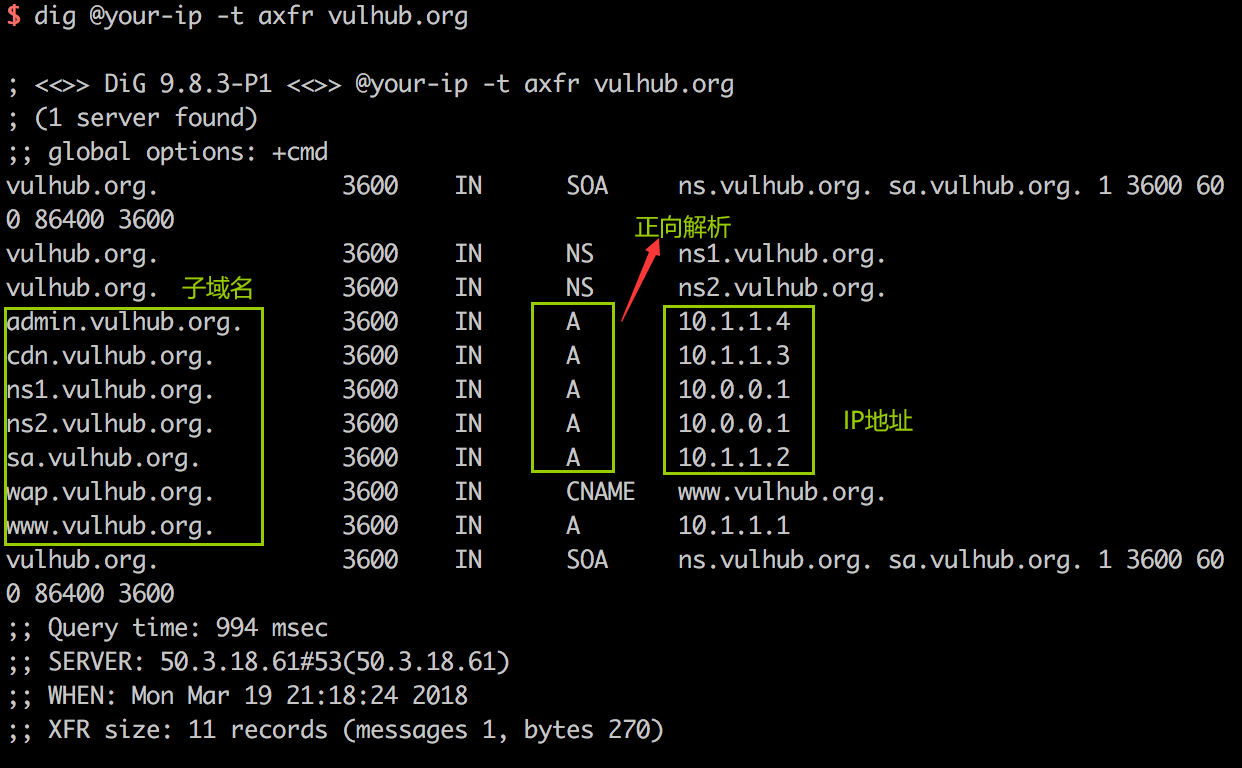 $ dig @your-ip -t axfr vulhub.org
; <<>> DiG 9.8.3-P1 <<>> @your-ip -t axfr vulhub.org
; (1 server found)
;; global options: +cmd
vulhub.org. 3600 IN SOA ns.vulhub.org. sa.vulhub.org. 1 3600 60
0 86400 3600
正向解析
vulhub.org. 3600 IN NS ns1.vulhub.org.
vulhub.org. 子域名 3600 IN NS ns2.vulhub.org.
admin.vulhub.org. 3600 IN A 10.1.1.4
cdn.vulhub.org. 3600 IN A 10.1.1.3
ns1.vulhub.org. 3600 IN A 10.0.0.1
ns2.vulhub.org. 3600 IN A 10.0.0.1
IP地址
sa.vulhub.org. 3600 IN A 10.1.1.2
wap.vulhub.org. 3600 IN CNAME www.vulhub.org.
www.vulhub.org. 3600 IN A 10.1.1.1
vulhub.org. 3600 IN SOA ns.vulhub.org. sa.vulhub.org. 1 3600 60
0 86400 3600
;; Query time: 994 msec
;; SERVER: 50.3.18.61#53(50.3.18.61)
;; WHEN: Mon Mar 19 21:18:24 2018
;; XFR size: 11 records (messages 1, bytes 270)